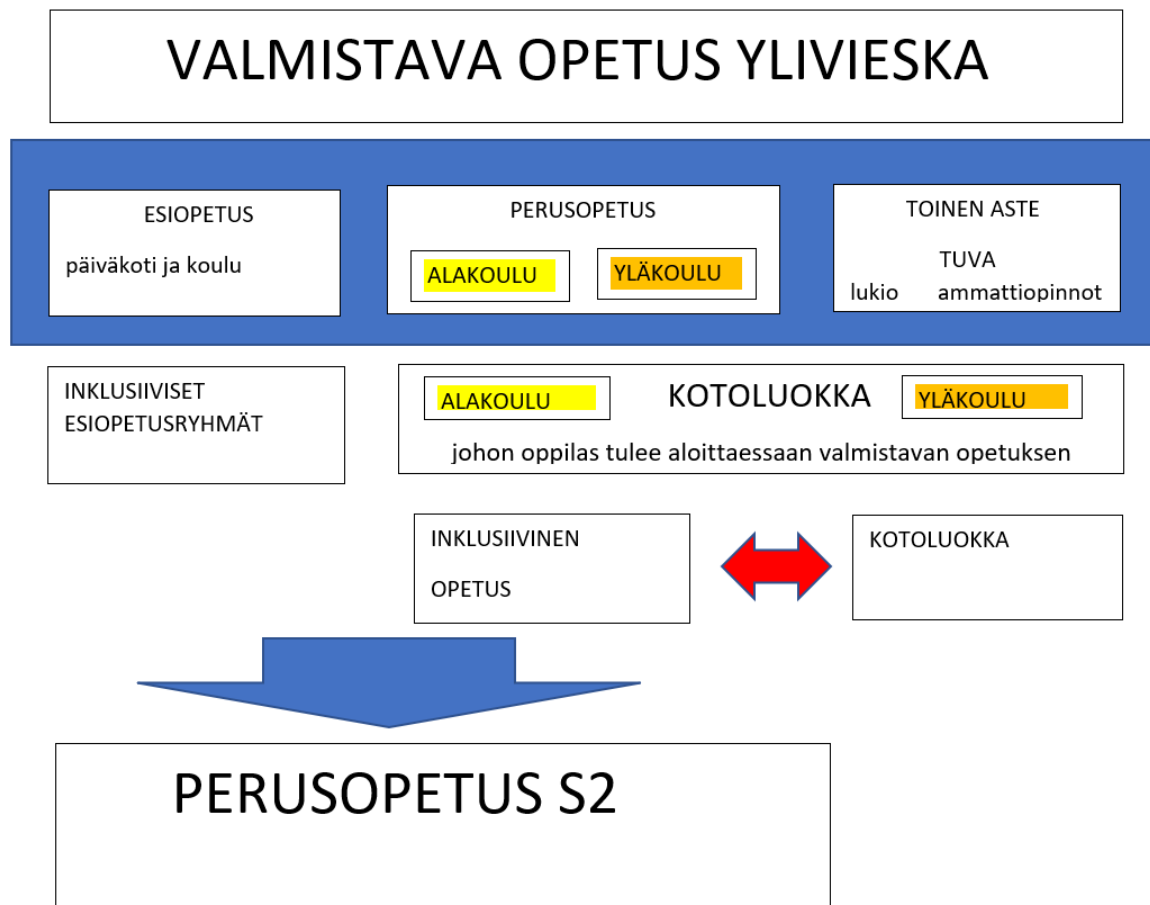 VALMISTAVA OPETUS YLIVIESKA
ESIOPETUS
päiväkoti ja koulu
PERUSOPETUS
ALAKOULU
YLÄKOULU
TOINEN ASTE
TUVA
lukio ammattiopinnot
INKLUSIIVISET
ESIOPETUSRYHMÄT
ALAKOULU
KOTOLUOKKA
YLÄKOULU
johon oppilas tulee aloittaessaan valmistavan opetuksen
INKLUSIIVINEN
OPETUS
KOTOLUOKKA
PERUSOPETUS S2